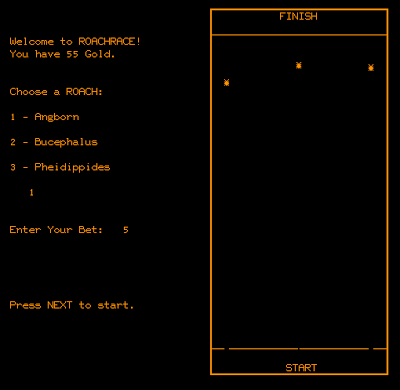 FINISH
Welcome to ROACHRACE!
You have 55 Gold.
Choose a ROACH:
1 - Angborn
2 - Bucephalus
3 - Pheidippides
1
Enter Your Bet: 5
Press NEXT to start.
START